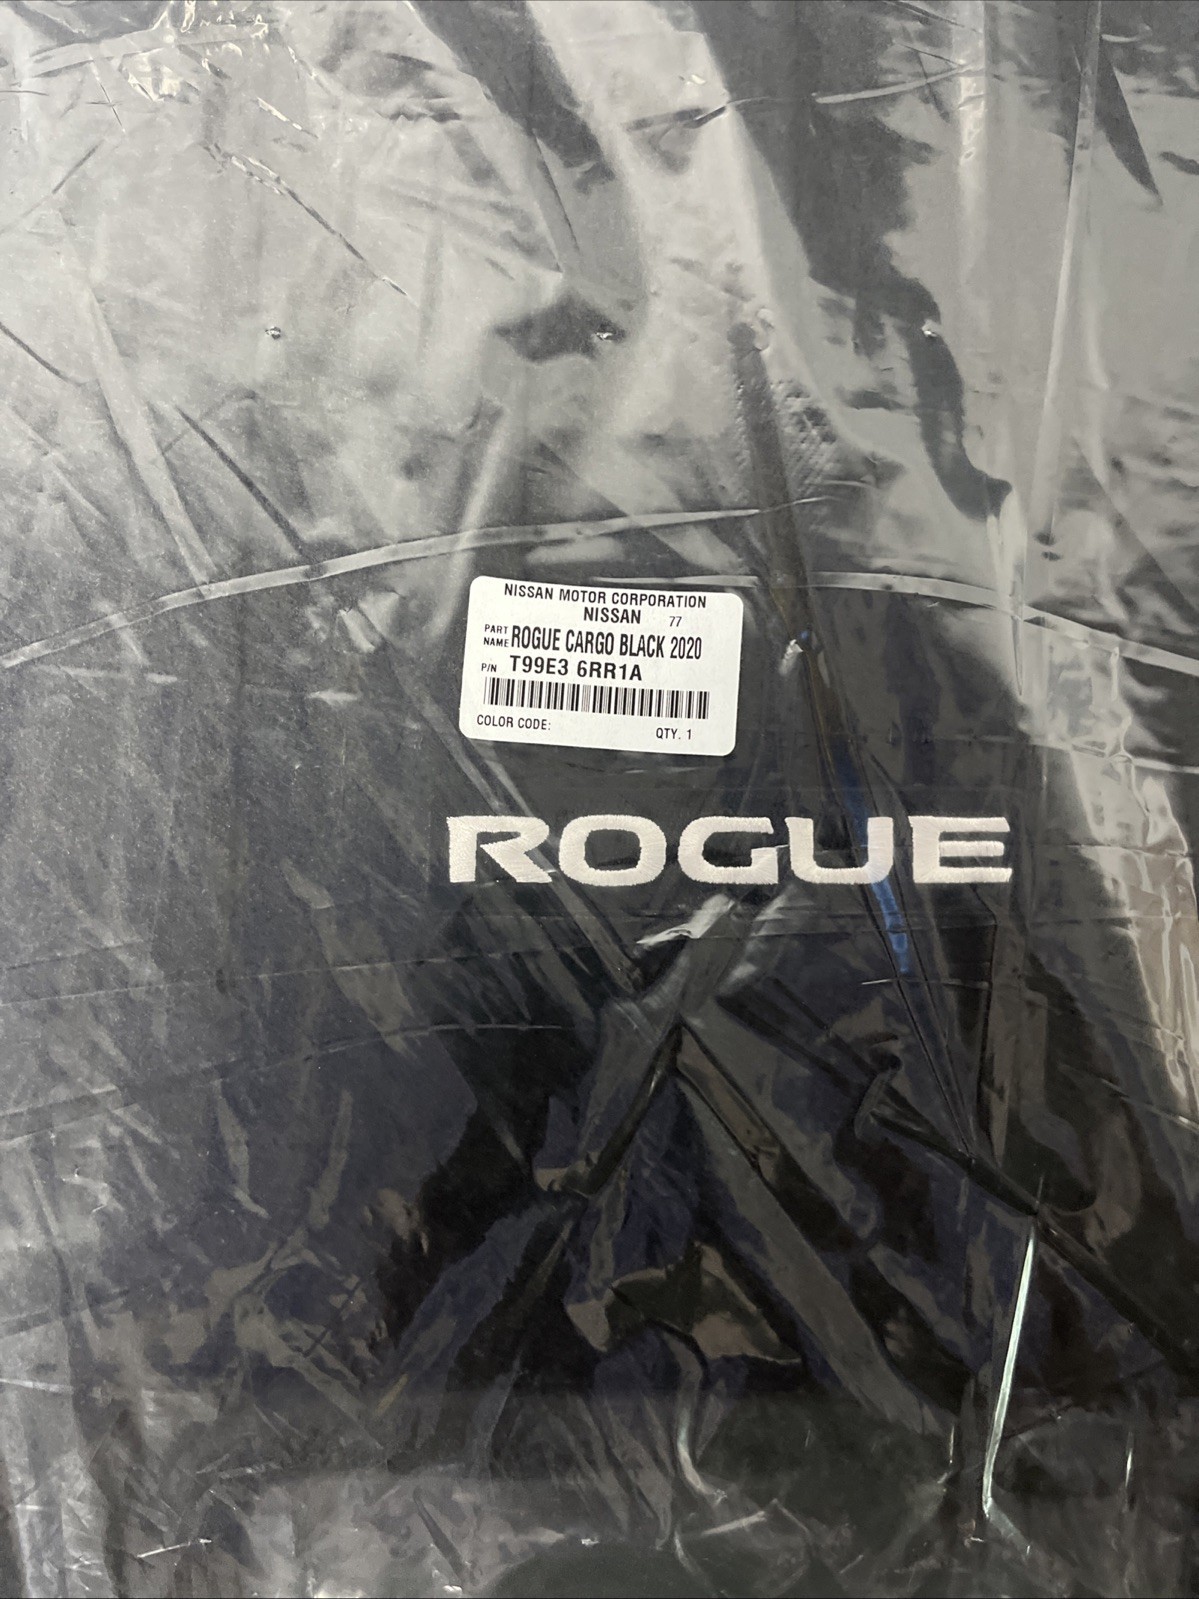 NISSAN MOTOR CORPORATION
NISSAN 77
PART NAME ROGUE CARGO BLACK 2020
P/N T99E3 6RR1A
COLOR CODE: QTY. 1
ROGUE